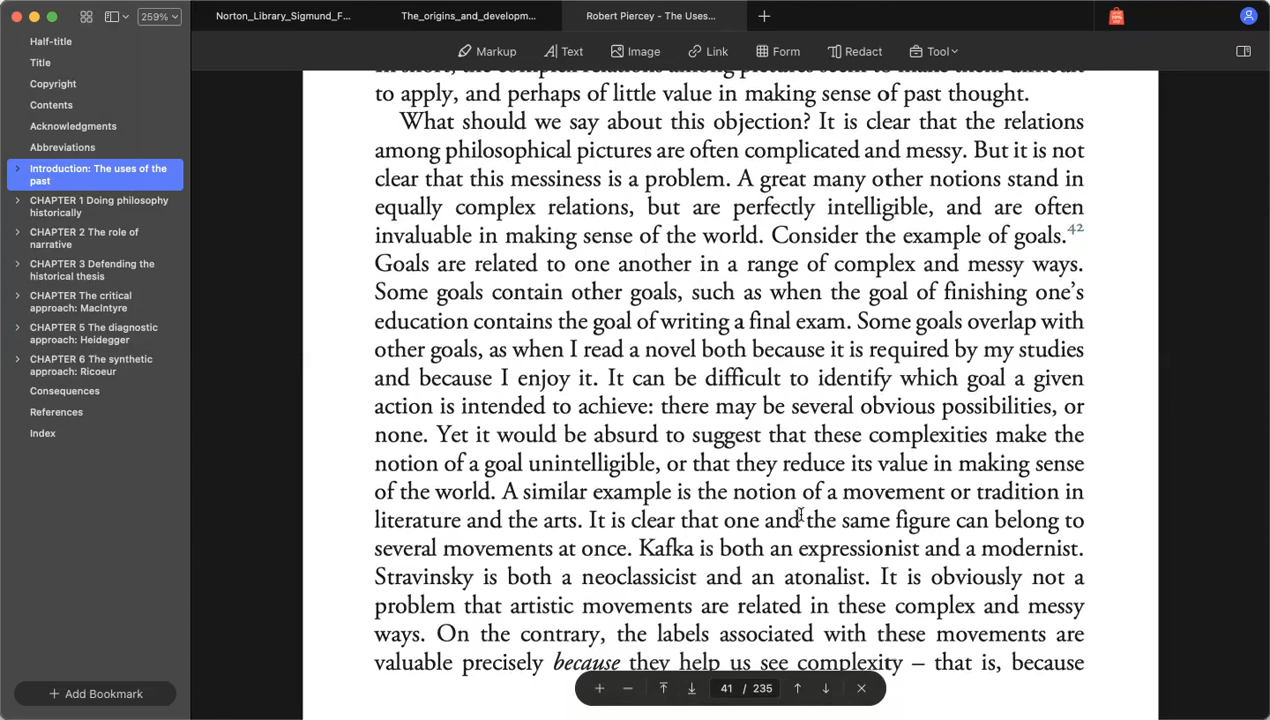 259%
Norton_Library_Sigmund_F...
The_origins_and_developm...
Robert Piercey - The Uses...
Markup
Text
Image
Link
Form
Redact
Tool
Half-title
Title
Copyright
Contents
Acknowledgments
Abbreviations
Introduction: The uses of the
past
CHAPTER 1 Doing philosophy
historically
CHAPTER 2 The role of
narrative
CHAPTER 3 Defending the
historical thesis
CHAPTER The critical
approach: MacIntyre
CHAPTER 5 The diagnostic
approach: Heidegger
CHAPTER 6 The synthetic
approach: Ricoeur
Consequences
References
Index
Add Bookmark
to apply, and perhaps of little value in making sense of past thought.
What should we say about this objection? It is clear that the relations
among philosophical pictures are often complicated and messy. But it is not
clear that this messiness is a problem. A great many other notions stand in
equally complex relations, but are perfectly intelligible, and are often
invaluable in making sense of the world. Consider the example of goals.42
Goals are related to one another in a range of complex and messy ways.
Some goals contain other goals, such as when the goal of finishing one's
education contains the goal of writing a final exam. Some goals overlap with
other goals, as when I read a novel both because it is required by my studies
and because I enjoy it. It can be difficult to identify which goal a given
action is intended to achieve: there may be several obvious possibilities, or
none. Yet it would be absurd to suggest that these complexities make the
notion of a goal unintelligible, or that they reduce its value in making sense
of the world. A similar example is the notion of a movement or tradition in
literature and the arts. It is clear that one and the same figure can belong to
several movements at once. Kafka is both an expressionist and a modernist.
Stravinsky is both a neoclassicist and an atonalist. It is obviously not a
problem that artistic movements are related in these complex and messy
ways. On the contrary, the labels associated with these movements are
valuable precisely because they help us see complexity – that is, because
41 / 235